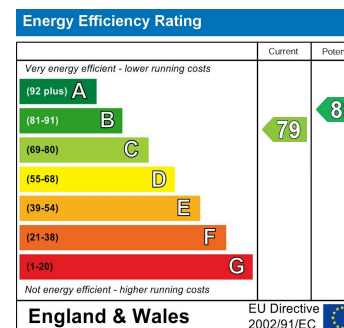 Energy Efficiency Rating
Current
Very energy efficient - lower running costs
(92 plus) A
(81-91) B
(69-80) C
79
(55-68) D
(39-54) E
(21-38) F
(1-20) G
Not energy efficient - higher running costs
England & Wales
EU Directive
2002/91/EC